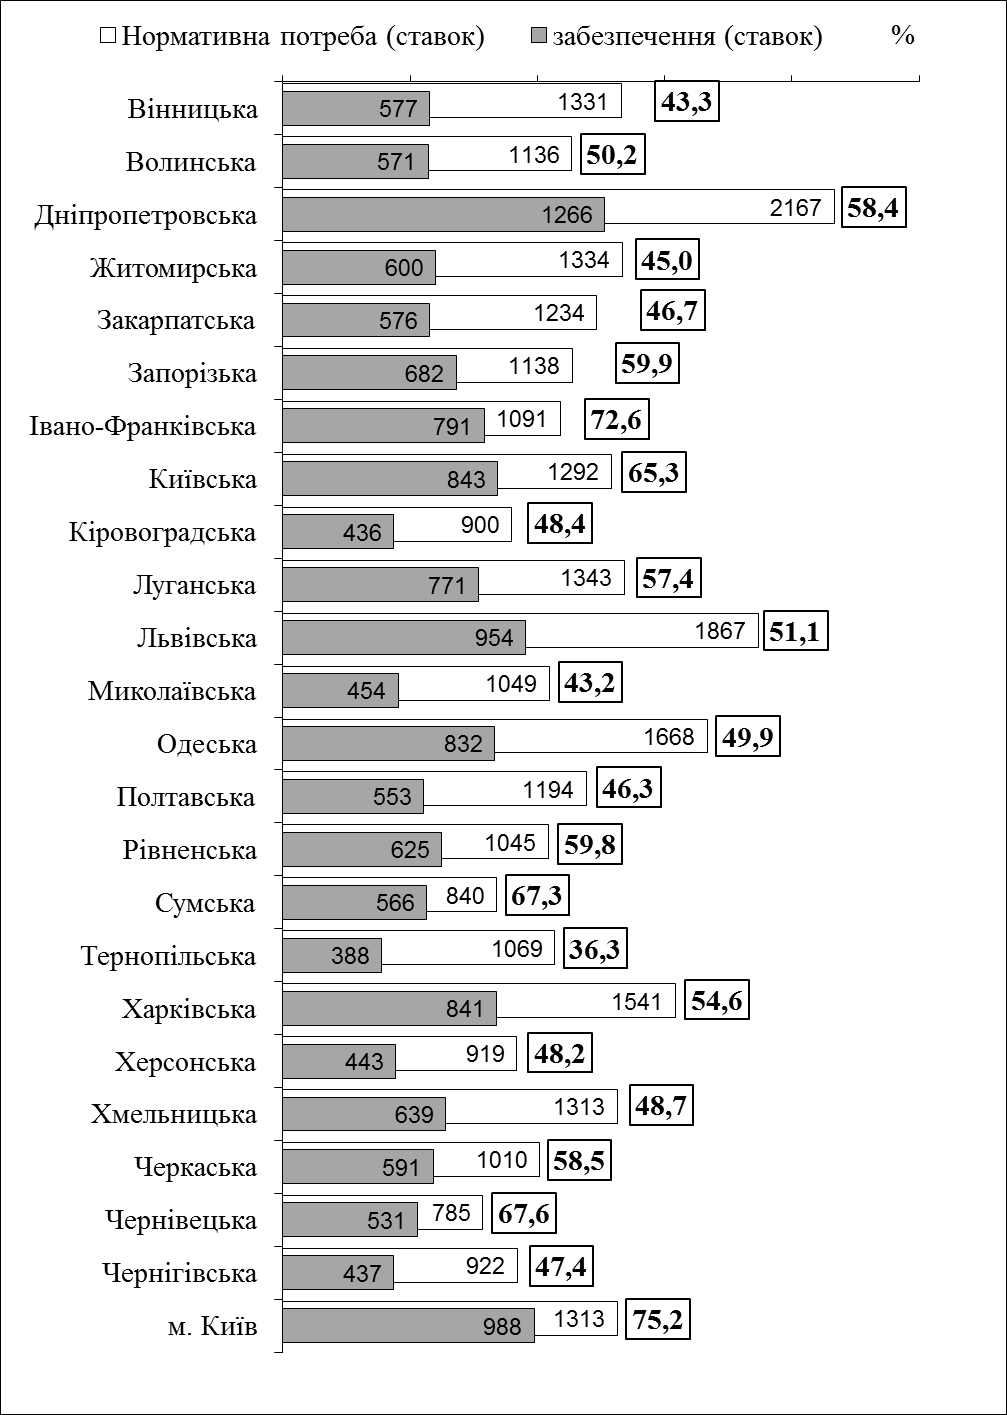 Нормативна потреба (ставок) забезпечення (ставок) %
Вінницька 577 1331 43,3
Волинська 571 1136 50,2
Дніпропетровська 1266 2167 58,4
Житомирська 600 1334 45,0
Закарпатська 576 1234 46,7
Запорізька 682 1138 59,9
Івано-Франківська 791 1091 72,6
Київська 843 1292 65,3
Кіровоградська 436 900 48,4
Луганська 771 1343 57,4
Львівська 954 1867 51,1
Миколаївська 454 1049 43,2
Одеська 832 1668 49,9
Полтавська 553 1194 46,3
Рівненська 625 1045 59,8
Сумська 566 840 67,3
Тернопільська 388 1069 36,3
Харківська 841 1541 54,6
Херсонська 443 919 48,2
Хмельницька 639 1313 48,7
Черкаська 591 1010 58,5
Чернівецька 531 785 67,6
Чернігівська 437 922 47,4
м. Київ 988 1313 75,2